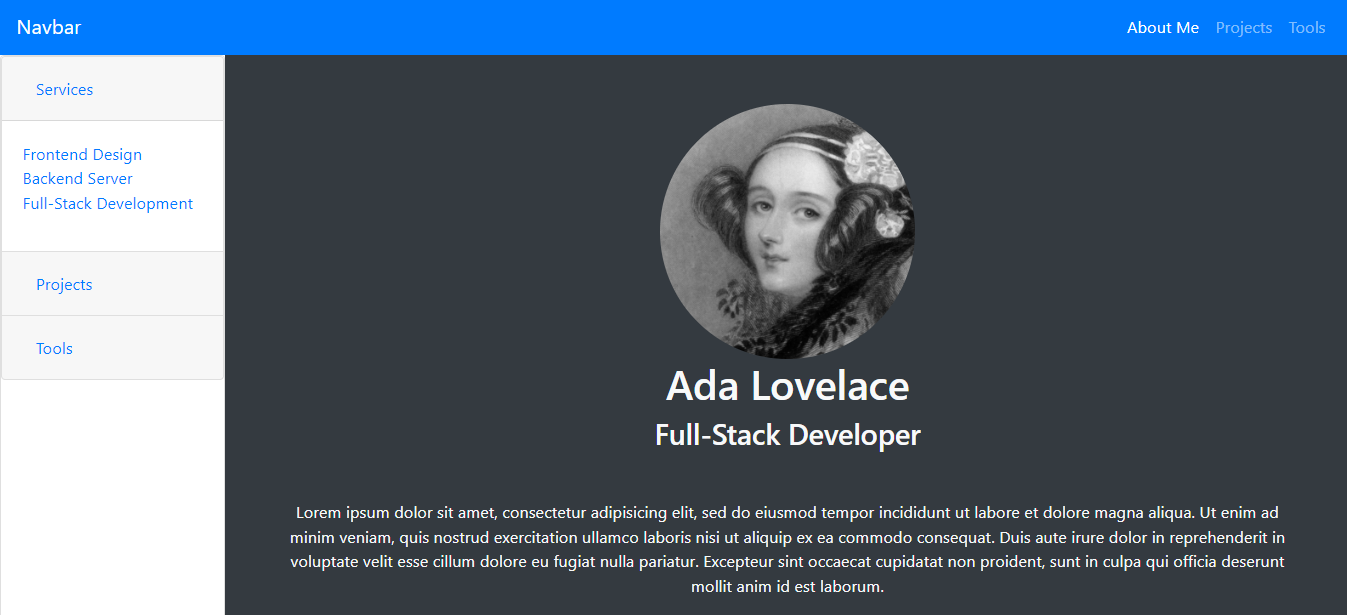 Navbar
About Me Projects Tools
Services
Frontend Design
Backend Server
Full-Stack Development
Projects
Tools
Ada Lovelace
Full-Stack Developer
Lorem ipsum dolor sit amet, consectetur adipisicing elit, sed do eiusmod tempor incididunt ut labore et dolore magna aliqua. Ut enim ad
minim veniam, quis nostrud exercitation ullamco laboris nisi ut aliquip ex ea commodo consequat. Duis aute irure dolor in reprehenderit in
voluptate velit esse cillum dolore eu fugiat nulla pariatur. Excepteur sint occaecat cupidatat non proident, sunt in culpa qui officia deserunt
mollit anim id est laborum.